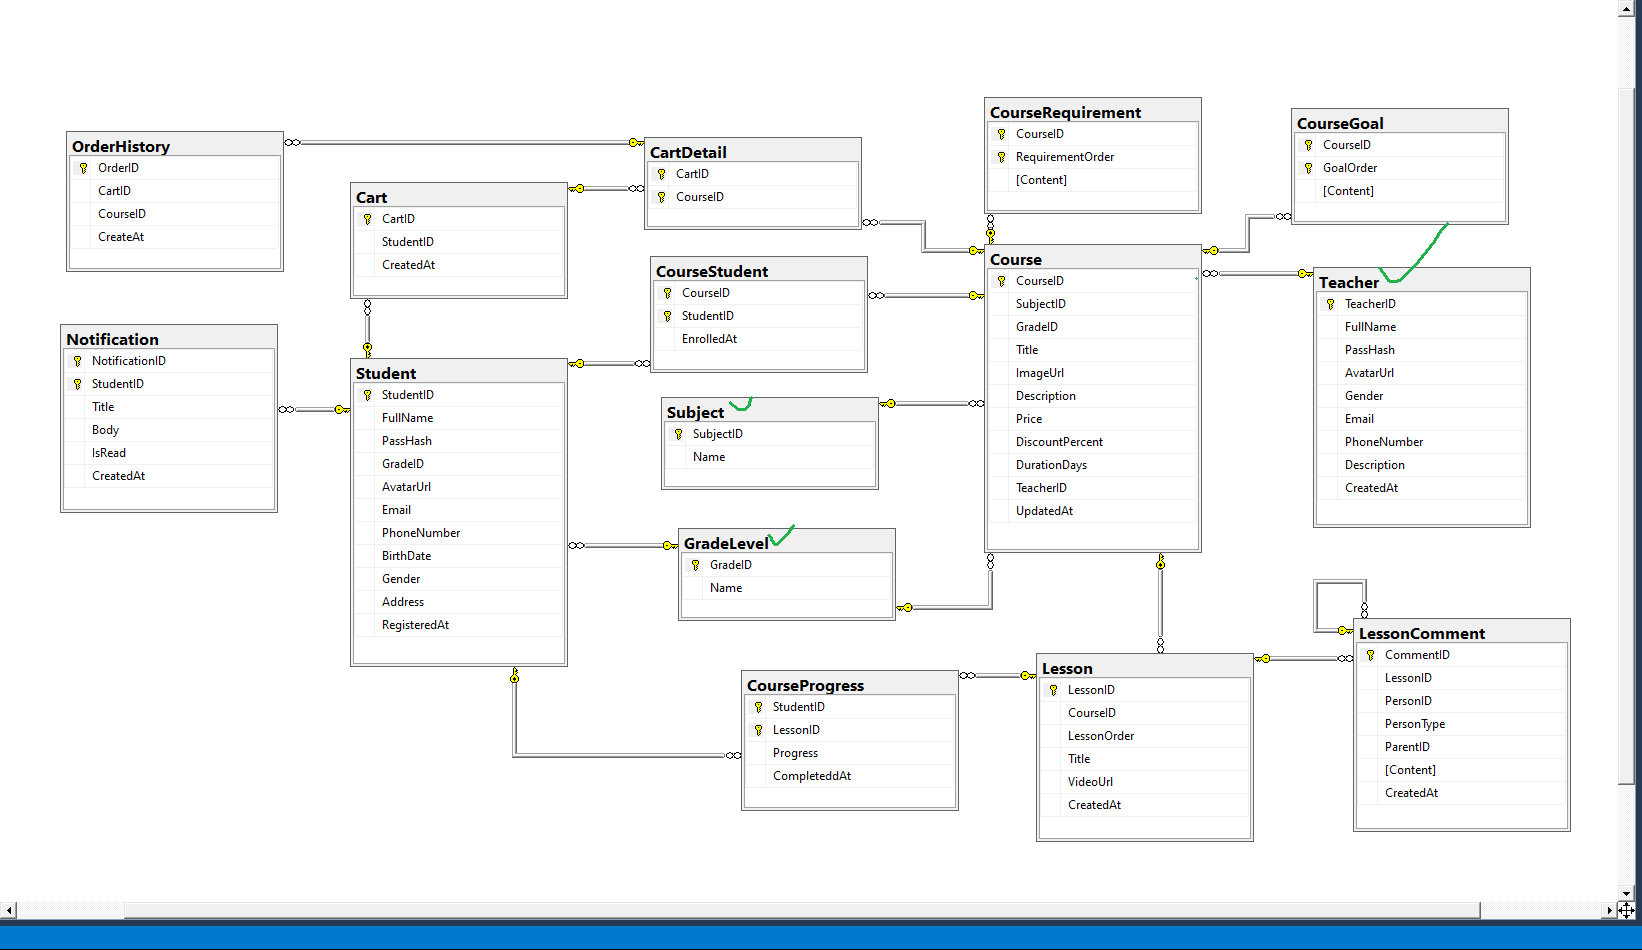 OrderHistory
OrderID
CartID
CourseID
CreateAt
Cart
CartID
StudentID
CreatedAt
CartDetail
CartID
CourseID
CourseRequirement
CourseID
RequirementOrder
[Content]
CourseGoal
CourseID
GoalOrder
[Content]
CourseStudent
CourseID
StudentID
EnrolledAt
Course
CourseID
SubjectID
GradeID
Title
ImageUrl
Description
Price
DiscountPercent
DurationDays
TeacherID
UpdatedAt
Teacher
TeacherID
FullName
PassHash
AvatarUrl
Gender
Email
PhoneNumber
Description
CreatedAt
Notification
NotificationID
StudentID
Title
Body
IsRead
CreatedAt
Student
StudentID
FullName
PassHash
GradeID
AvatarUrl
Email
PhoneNumber
BirthDate
Gender
Address
RegisteredAt
Subject
SubjectID
Name
GradeLevel
GradeID
Name
CourseProgress
StudentID
LessonID
Progress
CompleteddAt
Lesson
LessonID
CourseID
LessonOrder
Title
VideoUrl
CreatedAt
LessonComment
CommentID
LessonID
PersonID
PersonType
ParentID
[Content]
CreatedAt